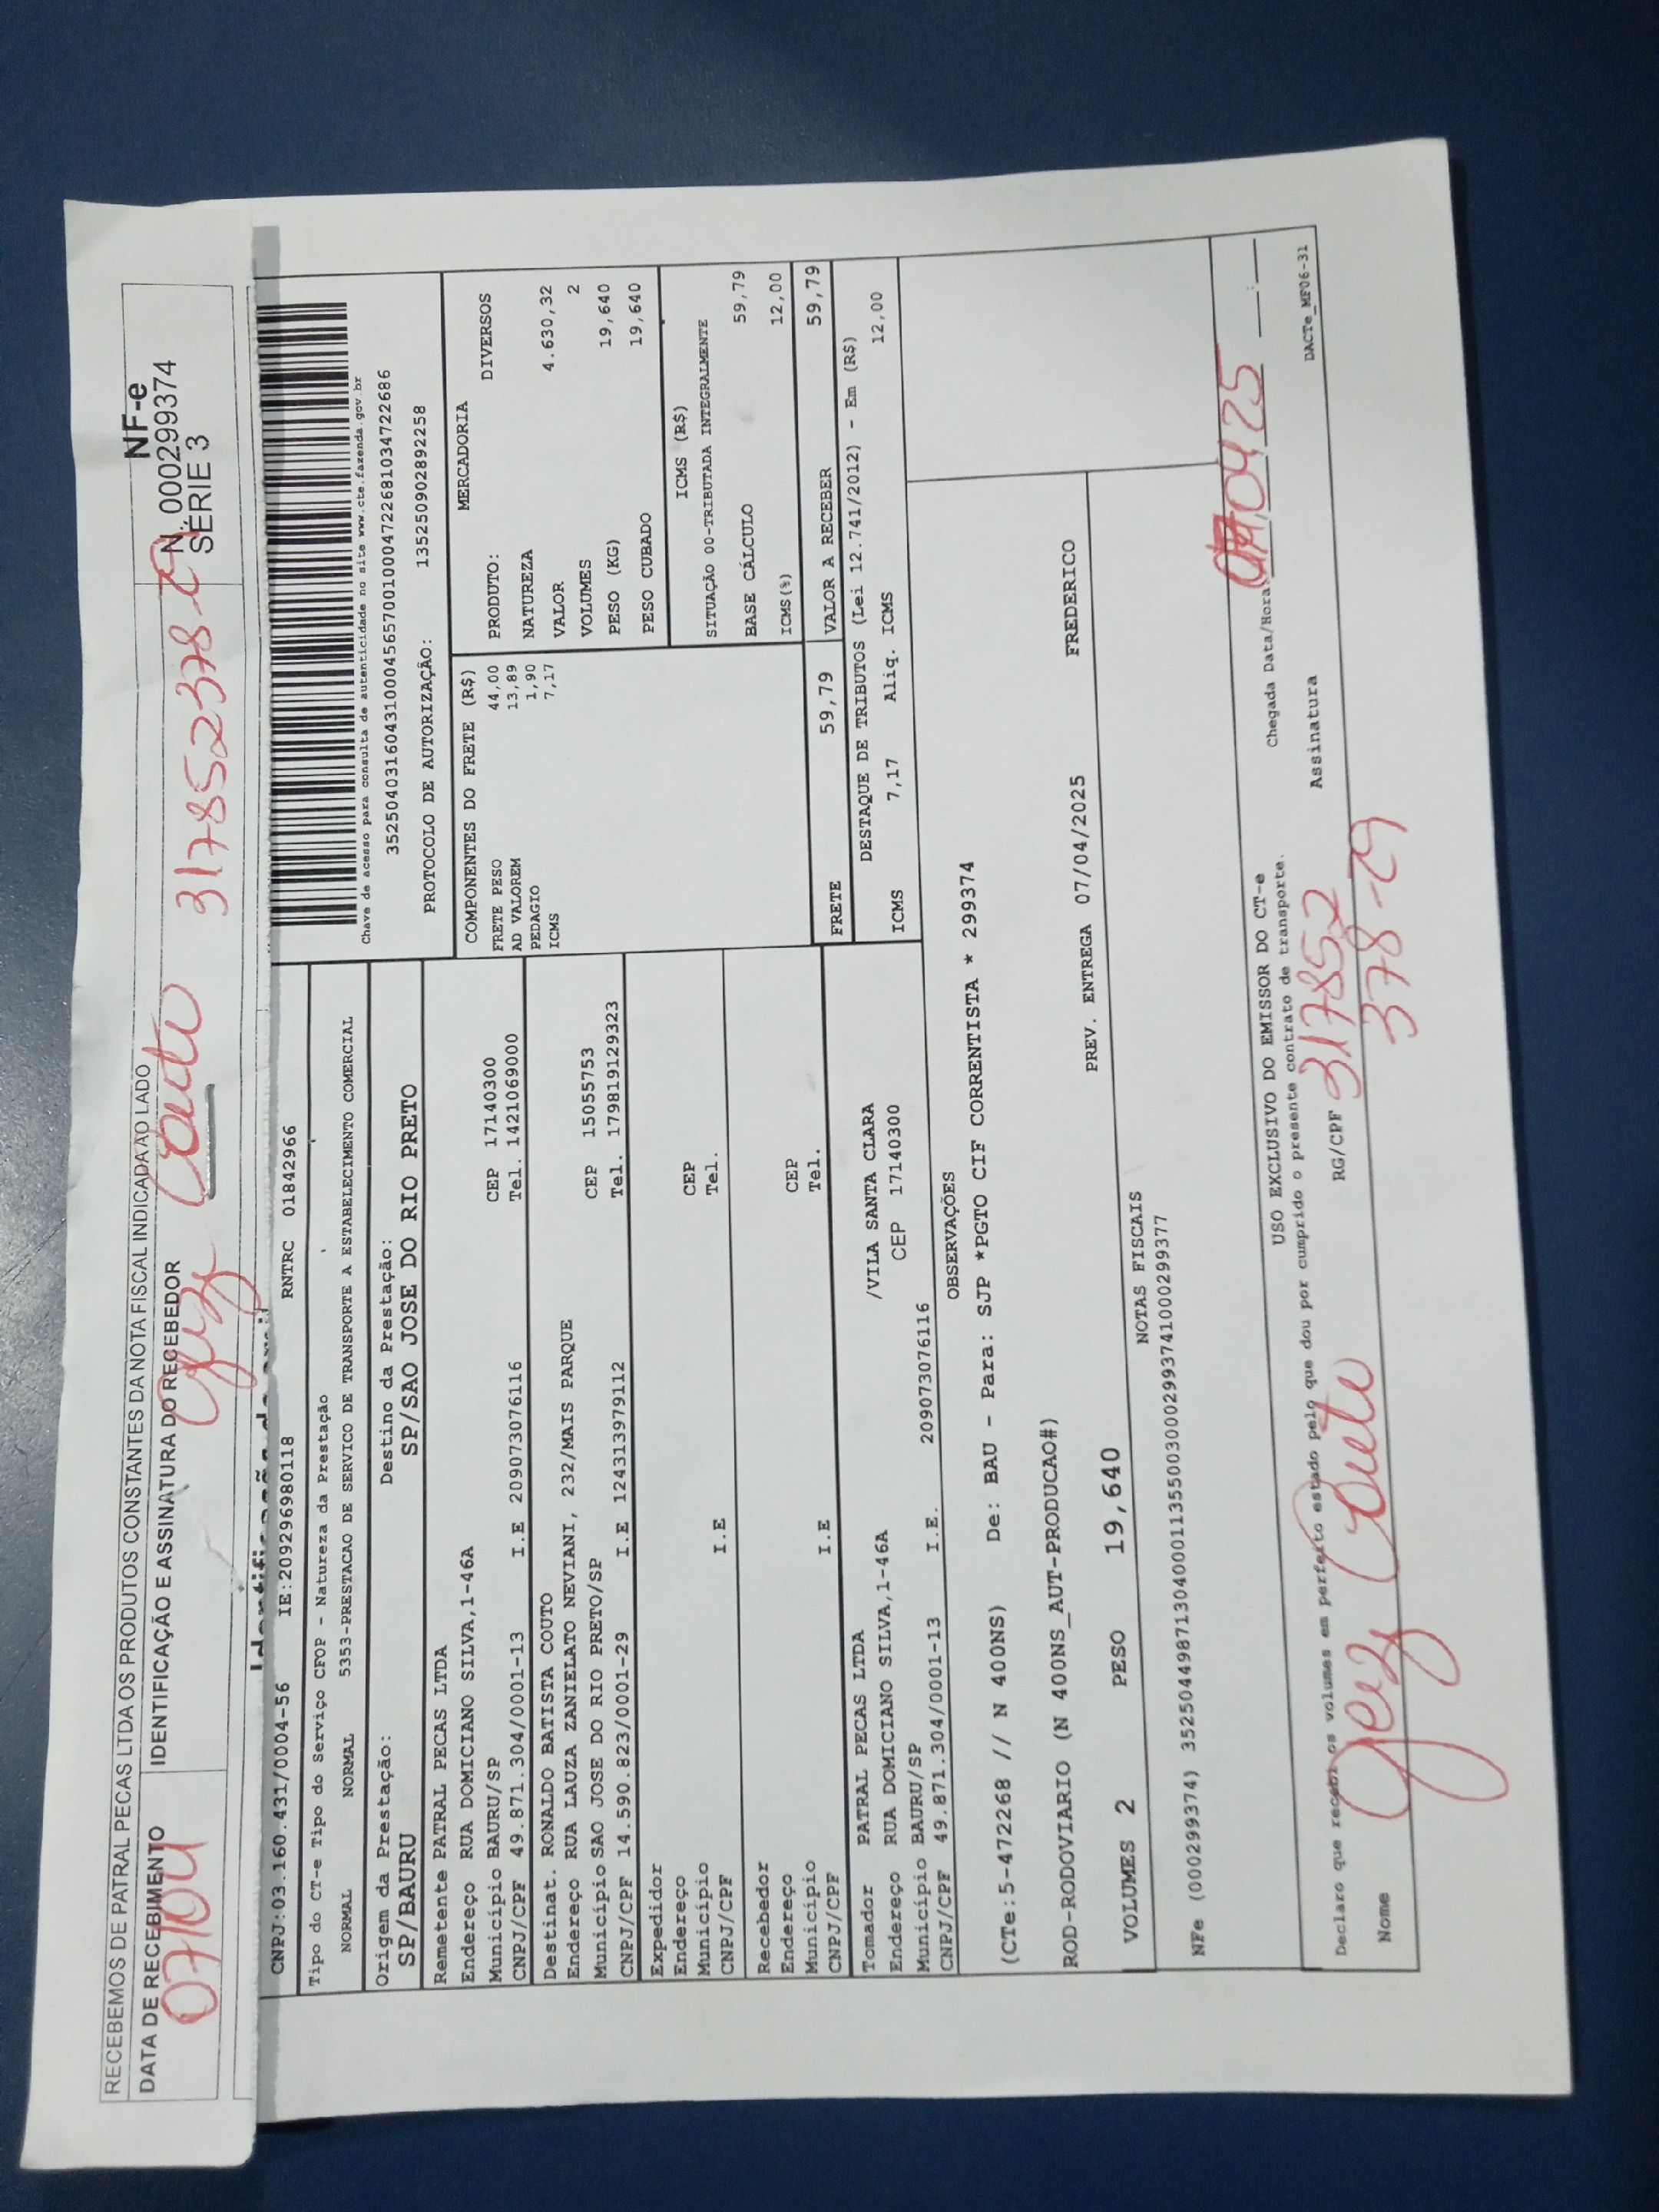 RECEBEMOS DE PATRAL PECAS LTDA OS PRODUTOS CONSTANTES DA NOTA FISCAL INDICADA AO LADO
DATA DE RECEBIMENTO
07/04
IDENTIFICAÇÃO E ASSINATURA DO RECEBEDOR
Couto 317852378-29
NF-e
N. 000299374
SÉRIE 3
CNPJ:03.160.431/0004-56 IE:209296980118 RNTRC 01842966
Tipo do CT-e Tipo do Serviço CFOP - Natureza da Prestação
NORMAL NORMAL 5353-PRESTACAO DE SERVICO DE TRANSPORTE A ESTABELECIMENTO COMERCIAL
Origem da Prestação: Destino da Prestação:
SP/BAURU SP/SAO JOSE DO RIO PRETO
Remetente PATRAL PECAS LTDA
Endereço RUA DOMICIANO SILVA,1-46A
Município BAURU/SP CEP 17140300
CNPJ/CPF 49.871.304/0001-13 I.E 209073076116 Tel. 1421069000
Destinat. RONALDO BATISTA COUTO
Endereço RUA LAUZA ZANIELATO NEVIANI, 232/MAIS PARQUE
Município SAO JOSE DO RIO PRETO/SP CEP 15055753
CNPJ/CPF 14.590.823/0001-29 I.E 124313979112 Tel. 179819129323
Expedidor
Endereço
Município CEP
CNPJ/CPF I.E Tel.
Recebedor
Endereço
Município CEP
CNPJ/CPF I.E Tel.
Tomador PATRAL PECAS LTDA
Endereço RUA DOMICIANO SILVA,1-46A /VILA SANTA CLARA
Município BAURU/SP CEP 17140300
CNPJ/CPF 49.871.304/0001-13 I.E. 209073076116
Chave de acesso para consulta de autenticidade no site www.cte.fazenda.gov.br
35250403160431000456570010004722681034722686
PROTOCOLO DE AUTORIZAÇÃO: 135250902892258
COMPONENTES DO FRETE (R$)
FRETE PESO 44,00
AD VALOREM 13,89
PEDAGIO 1,90
ICMS 7,17
MERCADORIA
PRODUTO: DIVERSOS
NATUREZA
VALOR 4.630,32
VOLUMES 2
PESO (KG) 19,640
PESO CUBADO 19,640
ICMS (R$)
SITUAÇÃO 00-TRIBUTADA INTEGRALMENTE
BASE CÁLCULO 59,79
ICMS(%) 12,00
FRETE 59,79 VALOR A RECEBER 59,79
DESTAQUE DE TRIBUTOS (Lei 12.741/2012) - Em (R$)
ICMS 7,17 Aliq. ICMS 12,00
OBSERVAÇÕES
(CTe:5-472268 // N 400NS) De: BAU - Para: SJP *PGTO CIF CORRENTISTA * 299374
ROD-RODOVIARIO (N 400NS_AUT-PRODUCAO#)
PREV. ENTREGA 07/04/2025 FREDERICO
VOLUMES 2 PESO 19,640
NOTAS FISCAIS
NFe (000299374) 35250449871304000113550030002993741000299377
USO EXCLUSIVO DO EMISSOR DO CT-e
Declaro que recebi os volumes em perfeito estado pelo que dou por cumprido o presente contrato de transporte.
Chegada Data/Hora 07/04/25
Nome Couto RG/CPF 317852
378-29
Assinatura
DACTe_MF06-31